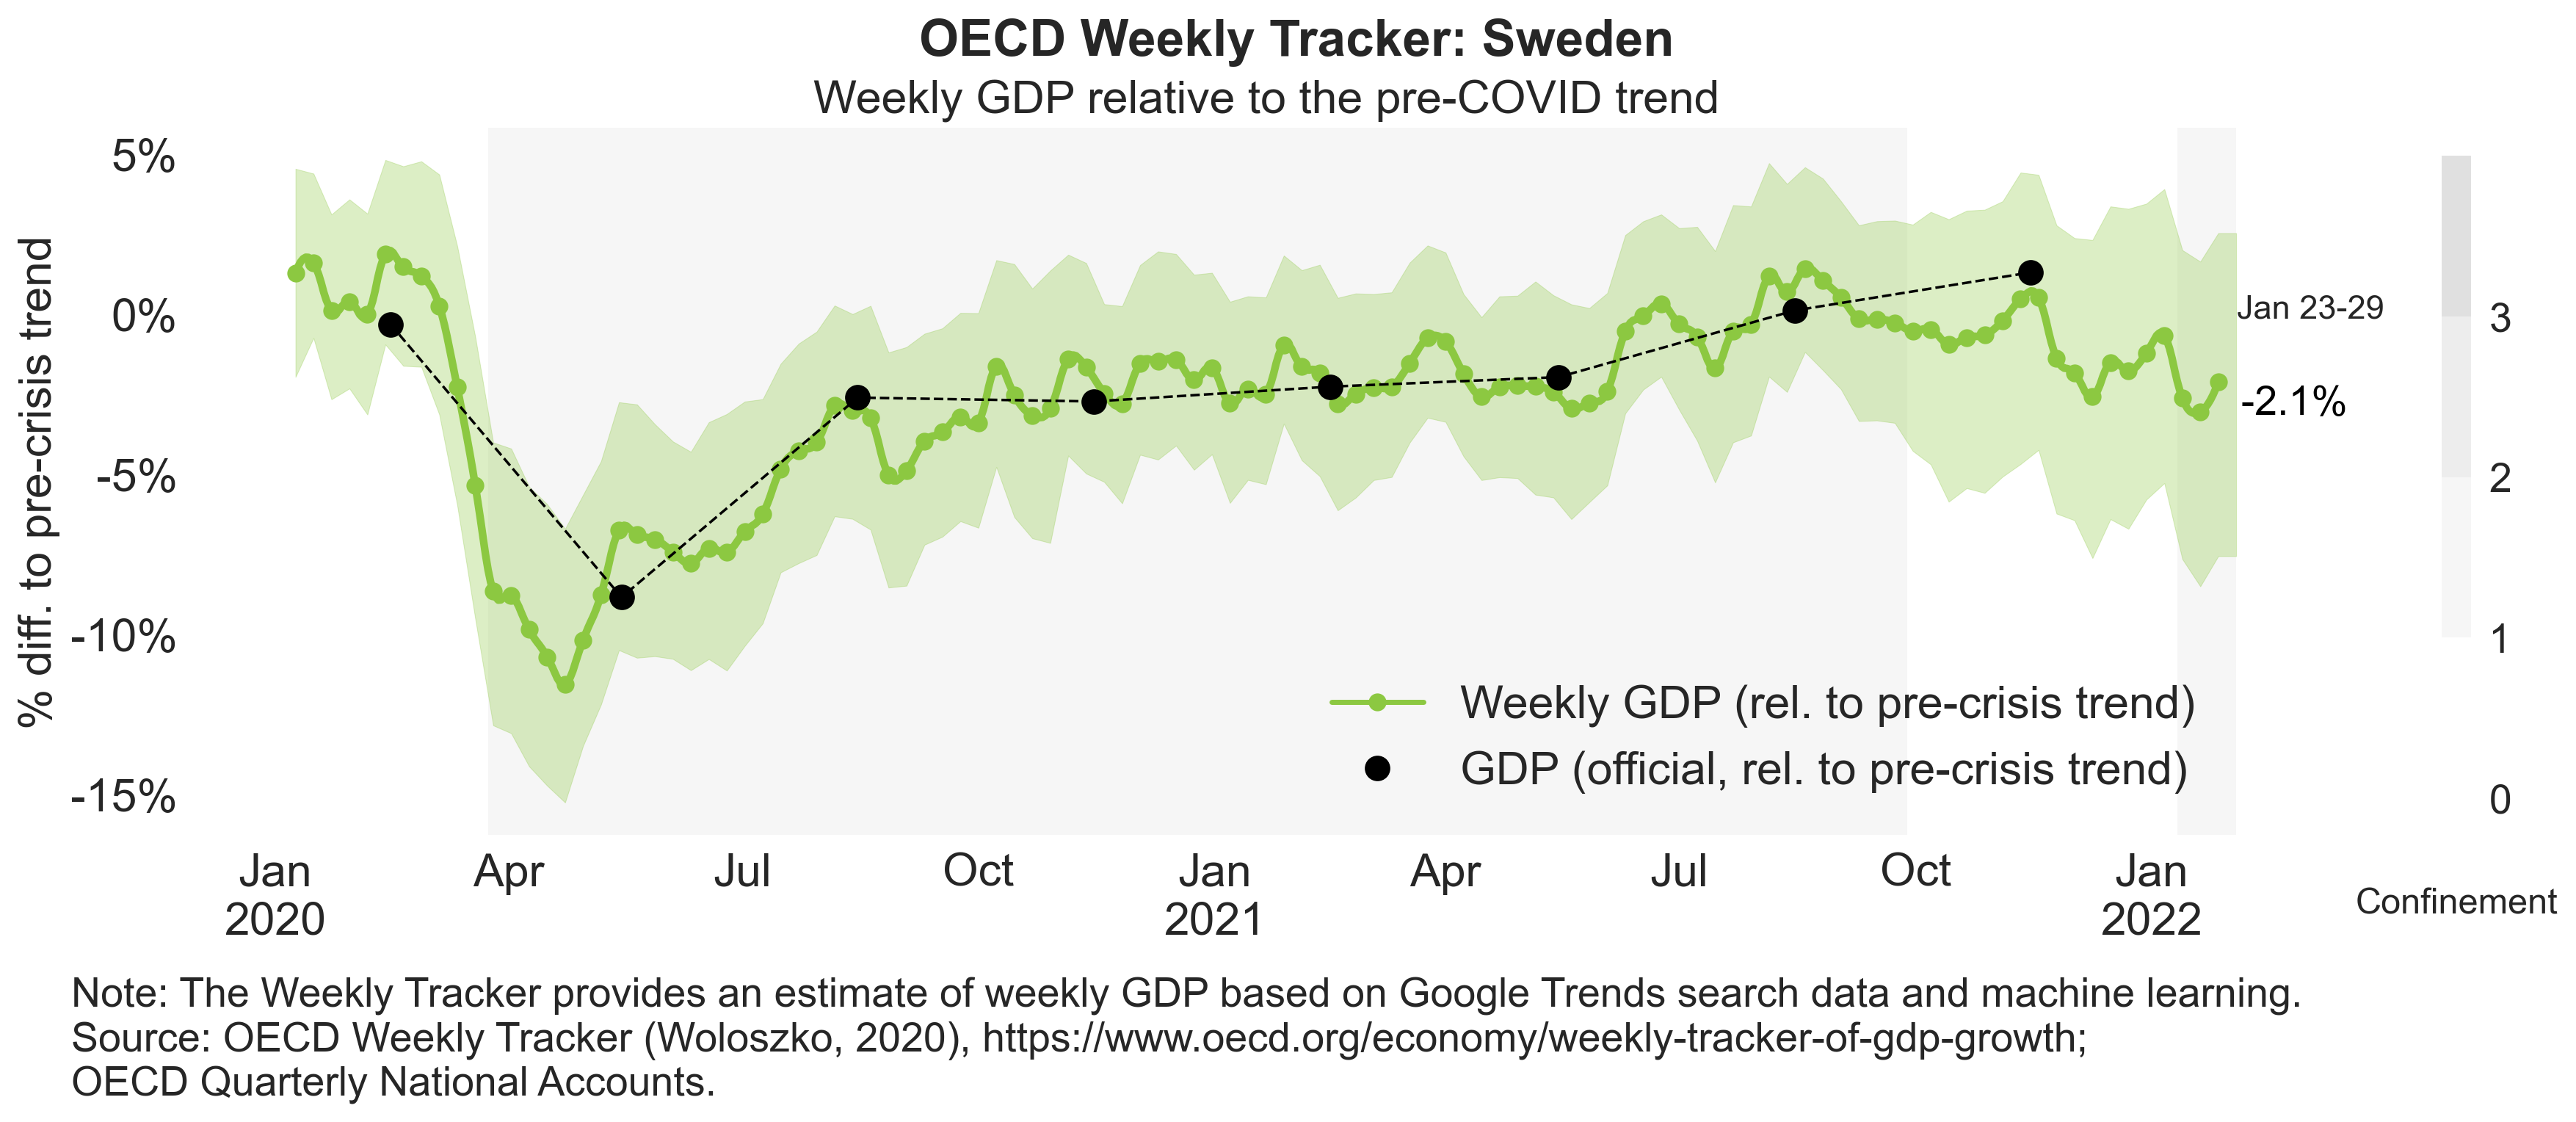 OECD Weekly Tracker: Sweden
Weekly GDP relative to the pre-COVID trend
% diff. to pre-crisis trend
5%
0%
-5%
-10%
-15%
Jan 23-29
-2.1%
3
2
1
0
Confinement
Weekly GDP (rel. to pre-crisis trend)
GDP (official, rel. to pre-crisis trend)
Jan Apr Jul Oct Jan Apr Jul Oct Jan
2020 2021 2022
Note: The Weekly Tracker provides an estimate of weekly GDP based on Google Trends search data and machine learning.
Source: OECD Weekly Tracker (Woloszko, 2020), https://www.oecd.org/economy/weekly-tracker-of-gdp-growth;
OECD Quarterly National Accounts.